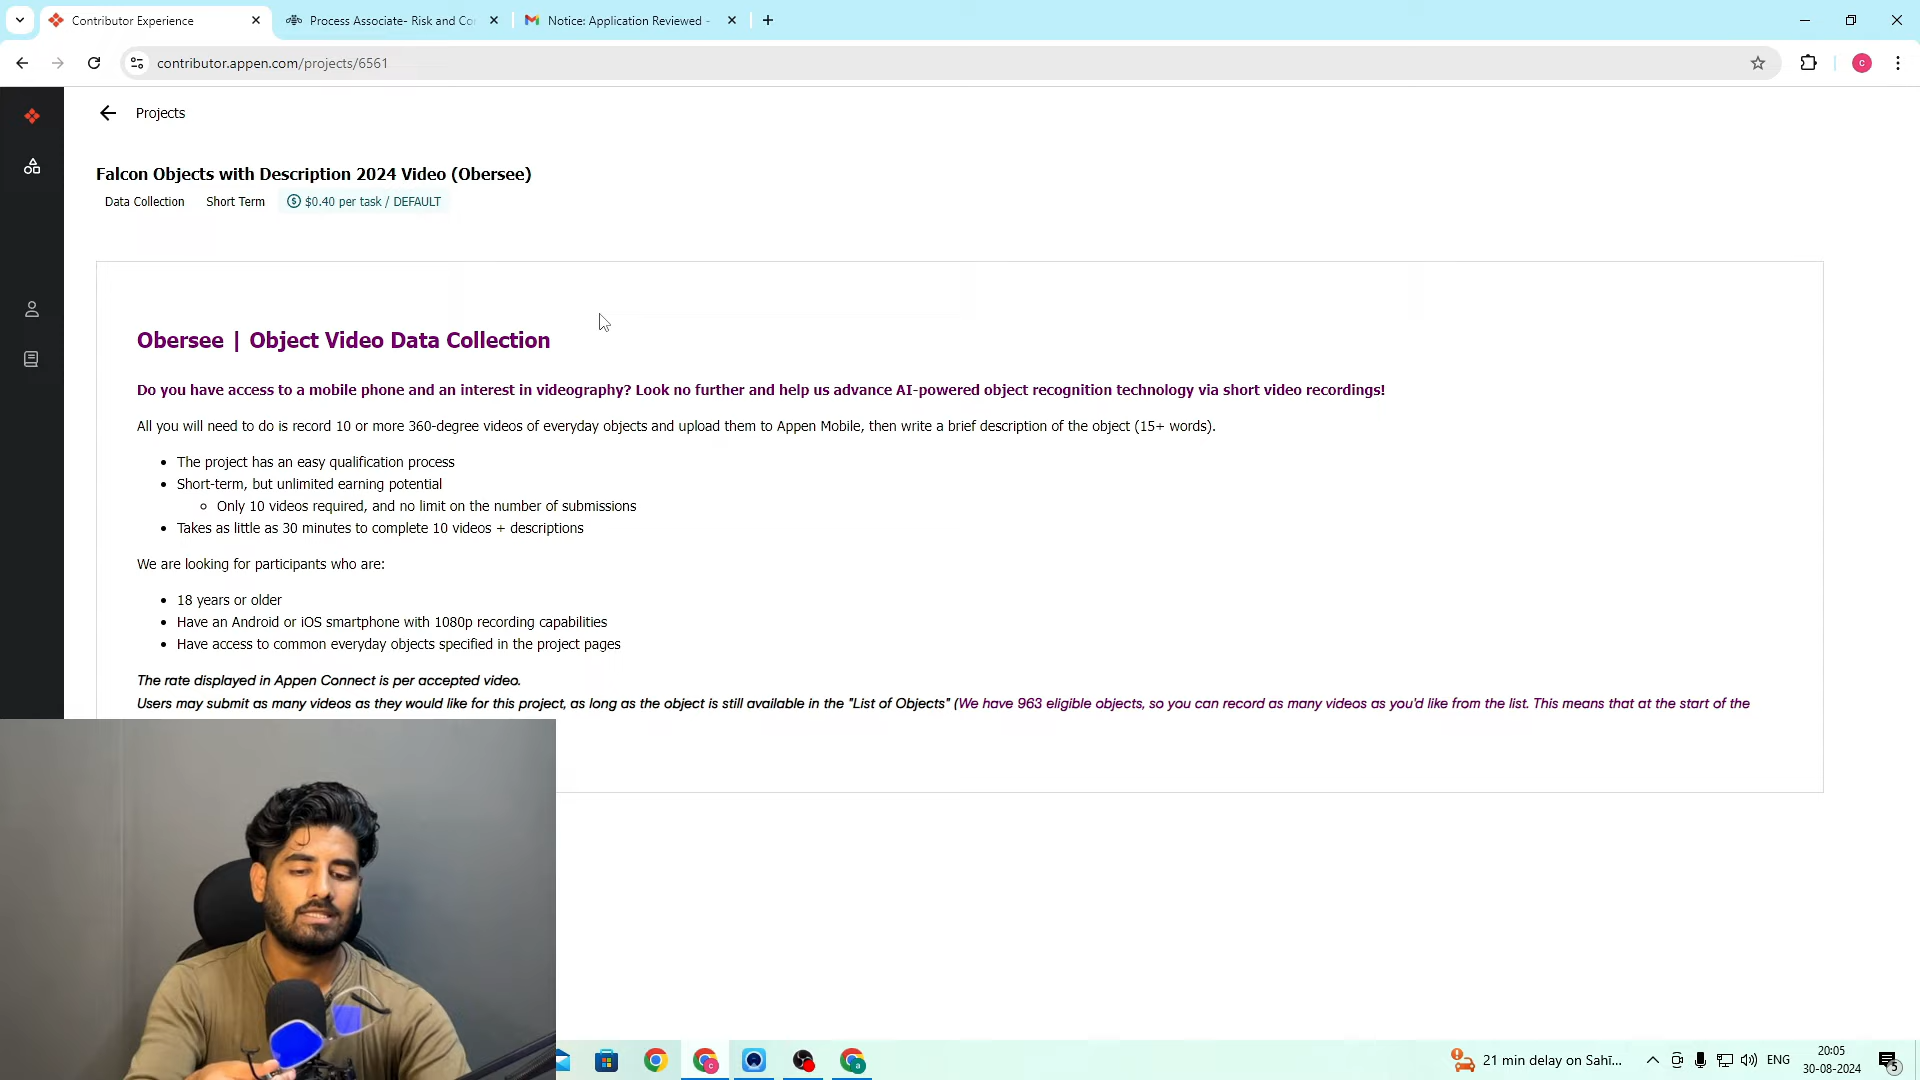 Contributor Experience
Process Associate- Risk and Co
Notice: Application Reviewed -
contributor.appen.com/projects/6561
c
Projects
Falcon Objects with Description 2024 Video (Obersee)
Data Collection
Short Term
$0.40 per task / DEFAULT
Obersee | Object Video Data Collection
Do you have access to a mobile phone and an interest in videography? Look no further and help us advance AI-powered object recognition technology via short video recordings!
All you will need to do is record 10 or more 360-degree videos of everyday objects and upload them to Appen Mobile, then write a brief description of the object (15+ words).
The project has an easy qualification process
Short-term, but unlimited earning potential
Only 10 videos required, and no limit on the number of submissions
Takes as little as 30 minutes to complete 10 videos + descriptions
We are looking for participants who are:
18 years or older
Have an Android or iOS smartphone with 1080p recording capabilities
Have access to common everyday objects specified in the project pages
The rate displayed in Appen Connect is per accepted video.
Users may submit as many videos as they would like for this project, as long as the object is still available in the "List of Objects" (We have 963 eligible objects, so you can record as many videos as you'd like from the list. This means that at the start of the
21 min delay on Sahī...
ENG
20:05
30-08-2024
5